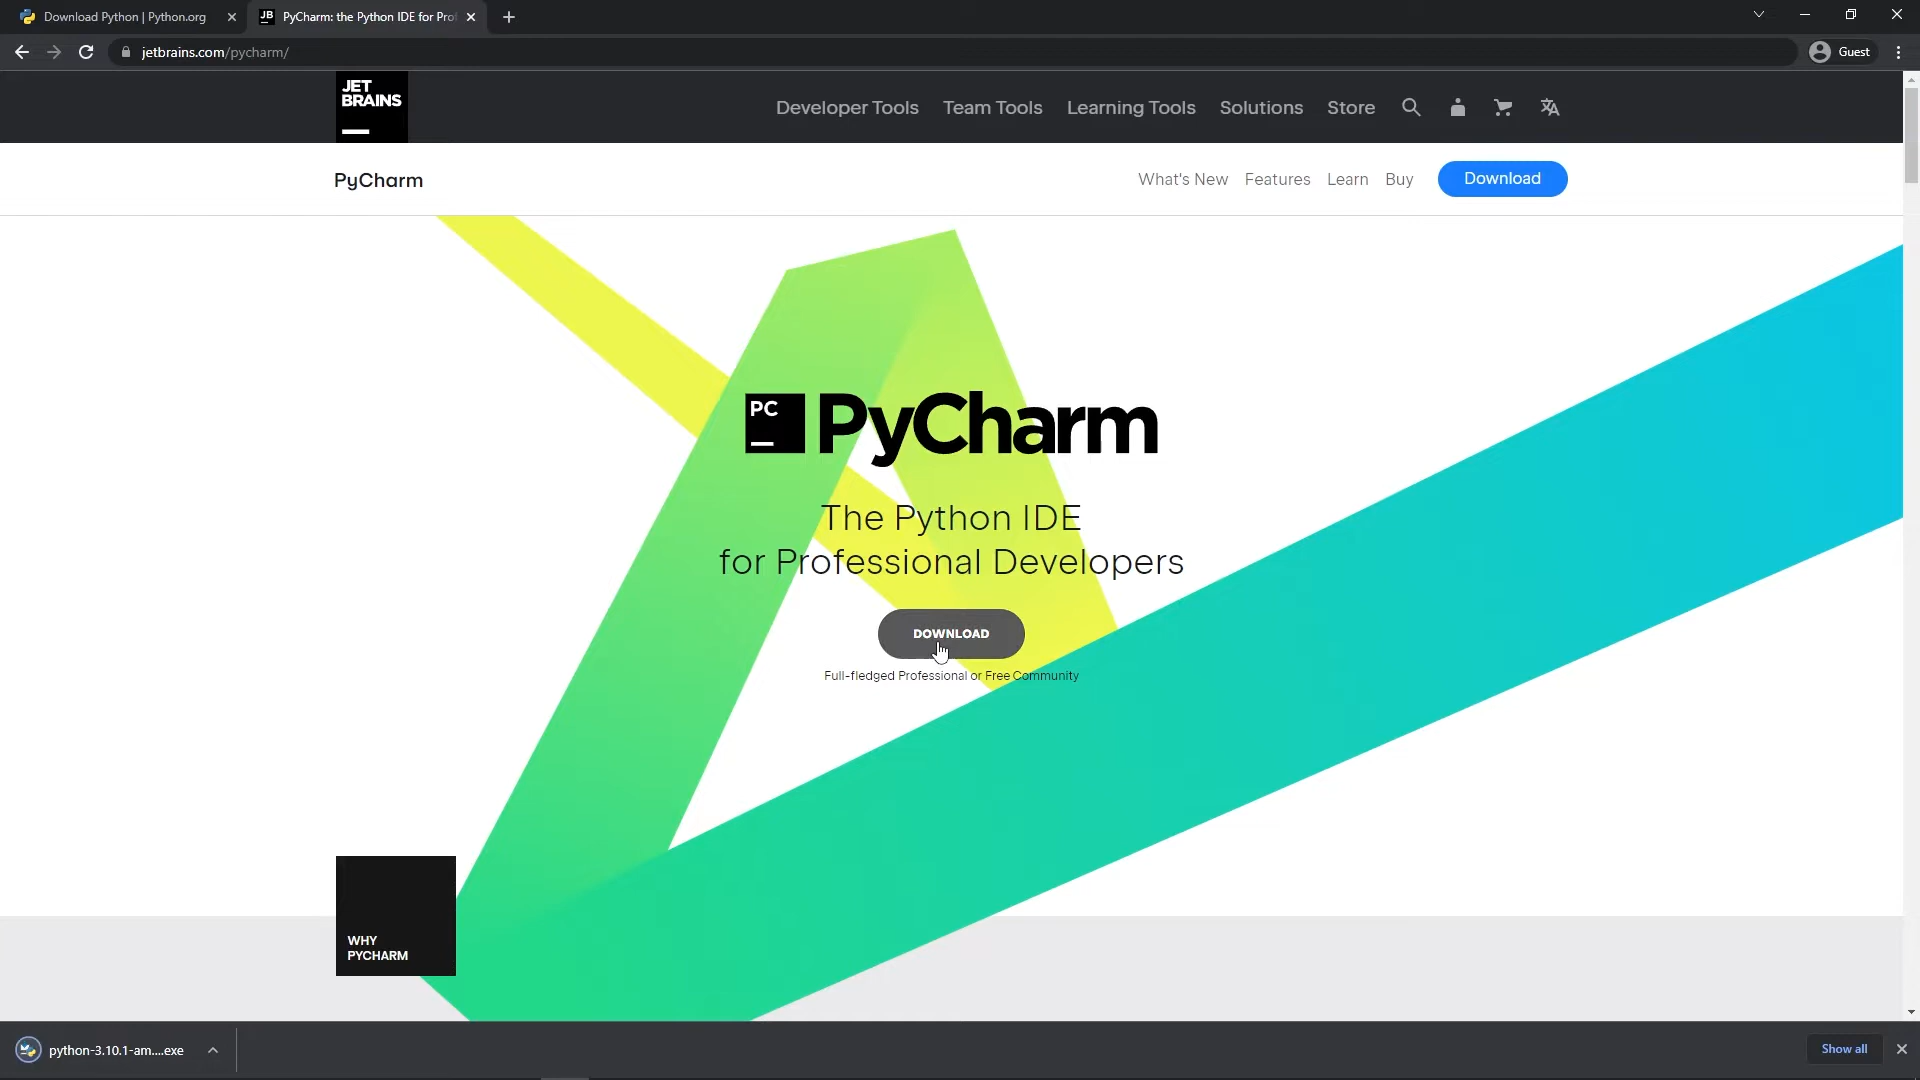 Download Python | Python.org
JB
PyCharm: the Python IDE for Prof
jetbrains.com/pycharm/
Guest
JET
BRAINS
Developer Tools
Team Tools
Learning Tools
Solutions
Store
PyCharm
What's New
Features
Learn
Buy
Download
PC
PyCharm
The Python IDE
for Professional Developers
DOWNLOAD
Full-fledged Professional or Free Community
WHY
PYCHARM
python-3.10.1-am....exe
Show all